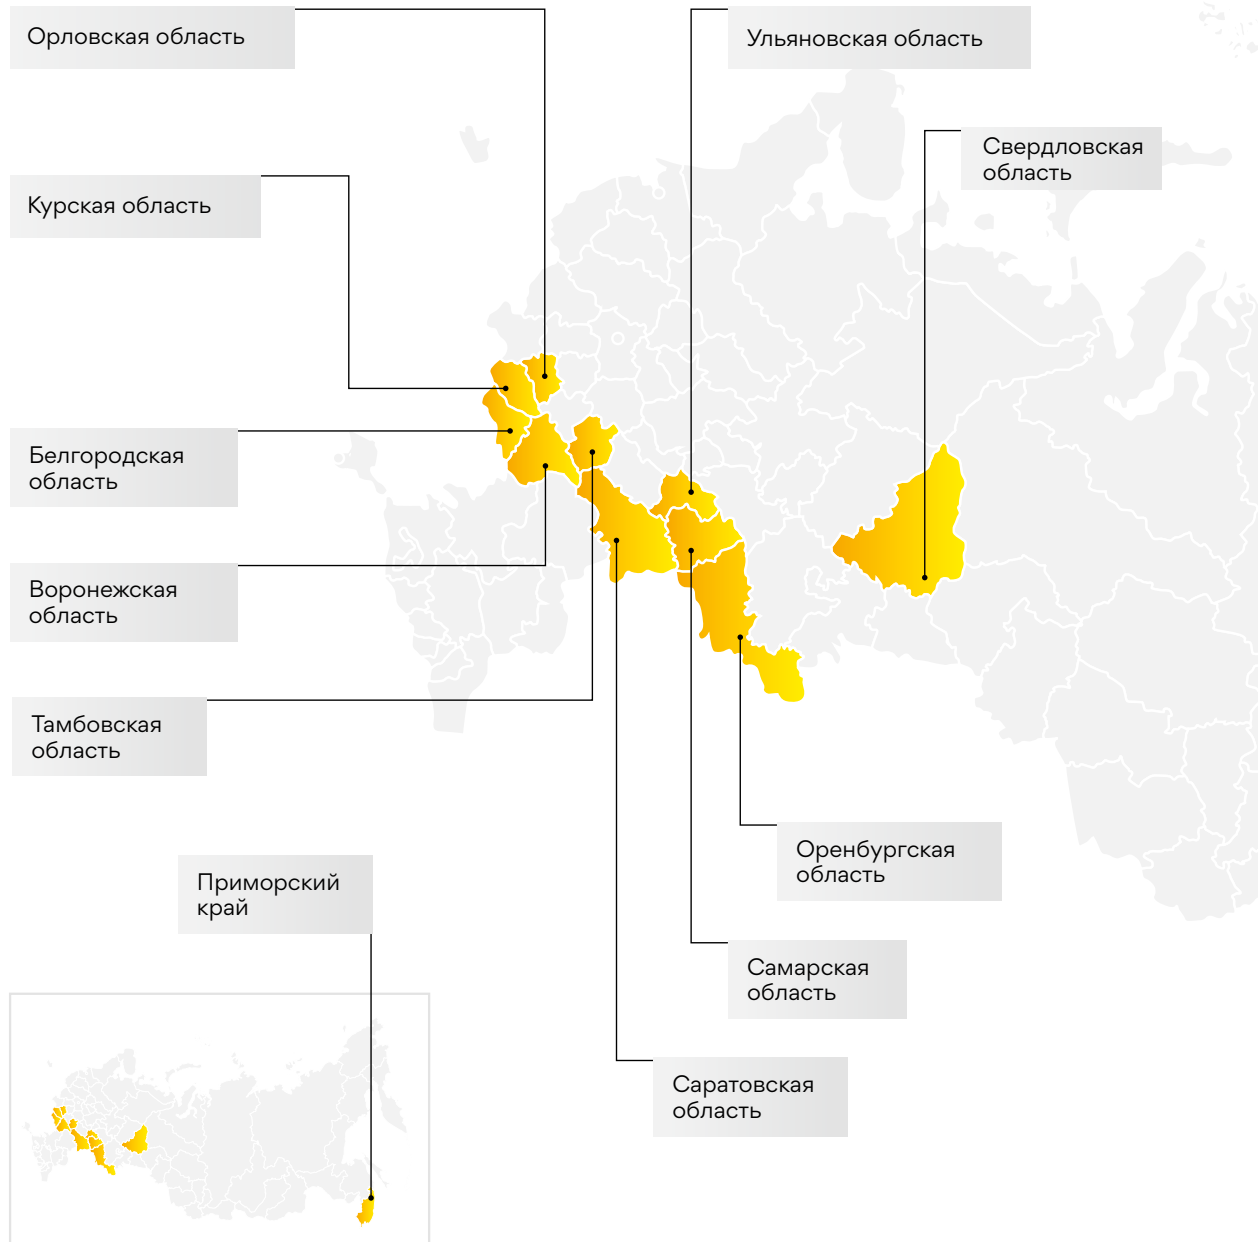 Орловская область
Ульяновская область
Свердловская
область
Курская область
Белгородская
область
Воронежская
область
Тамбовская
область
Оренбургская
область
Приморский
край
Самарская
область
Саратовская
область